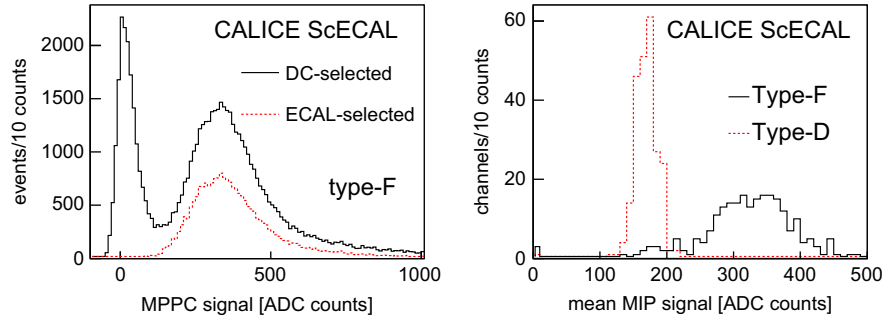 CALICE ScECAL
DC-selected
ECAL-selected
type-F
events/10 counts
2000
1500
1000
500
0
0
500
1000
MPPC signal [ADC counts]
CALICE ScECAL
Type-F
Type-D
channels/10 counts
60
40
20
0
0
100
200
300
400
500
mean MIP signal [ADC counts]